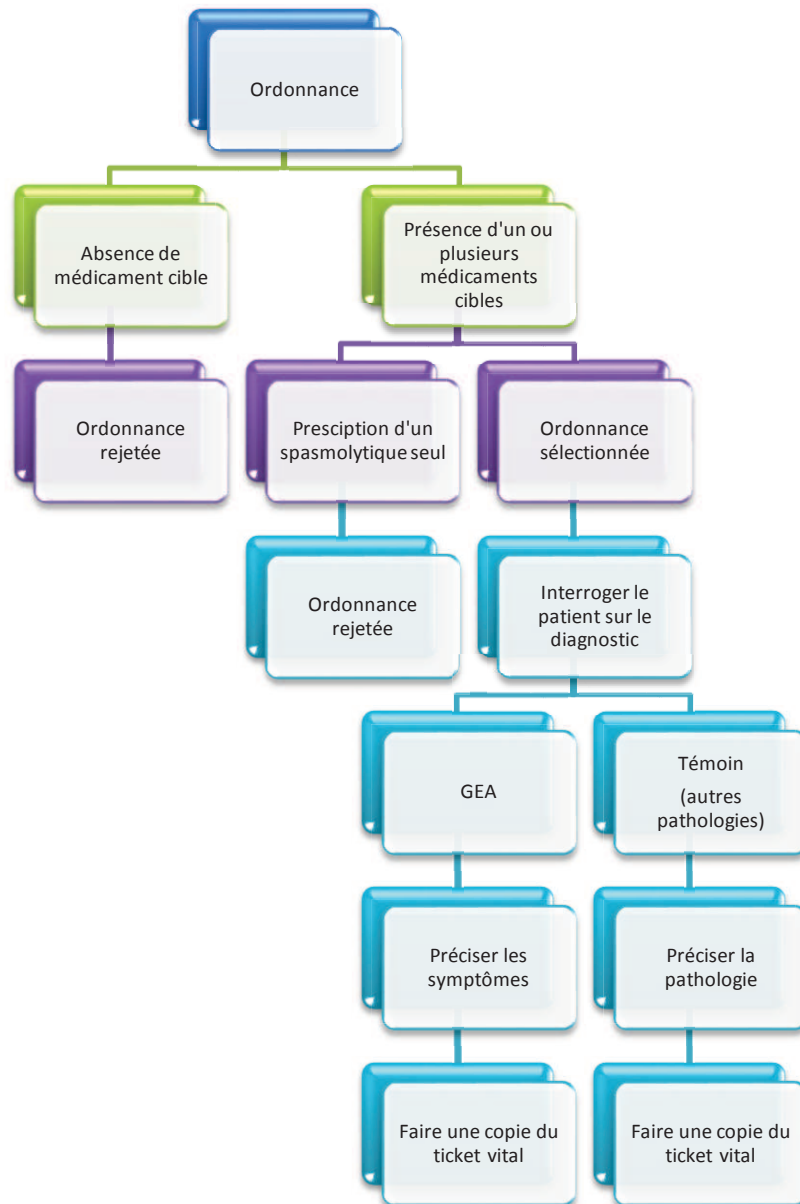 Ordonnance
Absence de
médicament cible
Présence d'un ou
plusieurs
médicaments
cibles
Ordonnance
rejetée
Presciption d'un
spasmolytique seul
Ordonnance
sélectionnée
Ordonnance
rejetée
Interroger le
patient sur le
diagnostic
GEA
Témoin
(autres
pathologies)
Préciser les
symptômes
Préciser la
pathologie
Faire une copie du
ticket vital
Faire une copie du
ticket vital